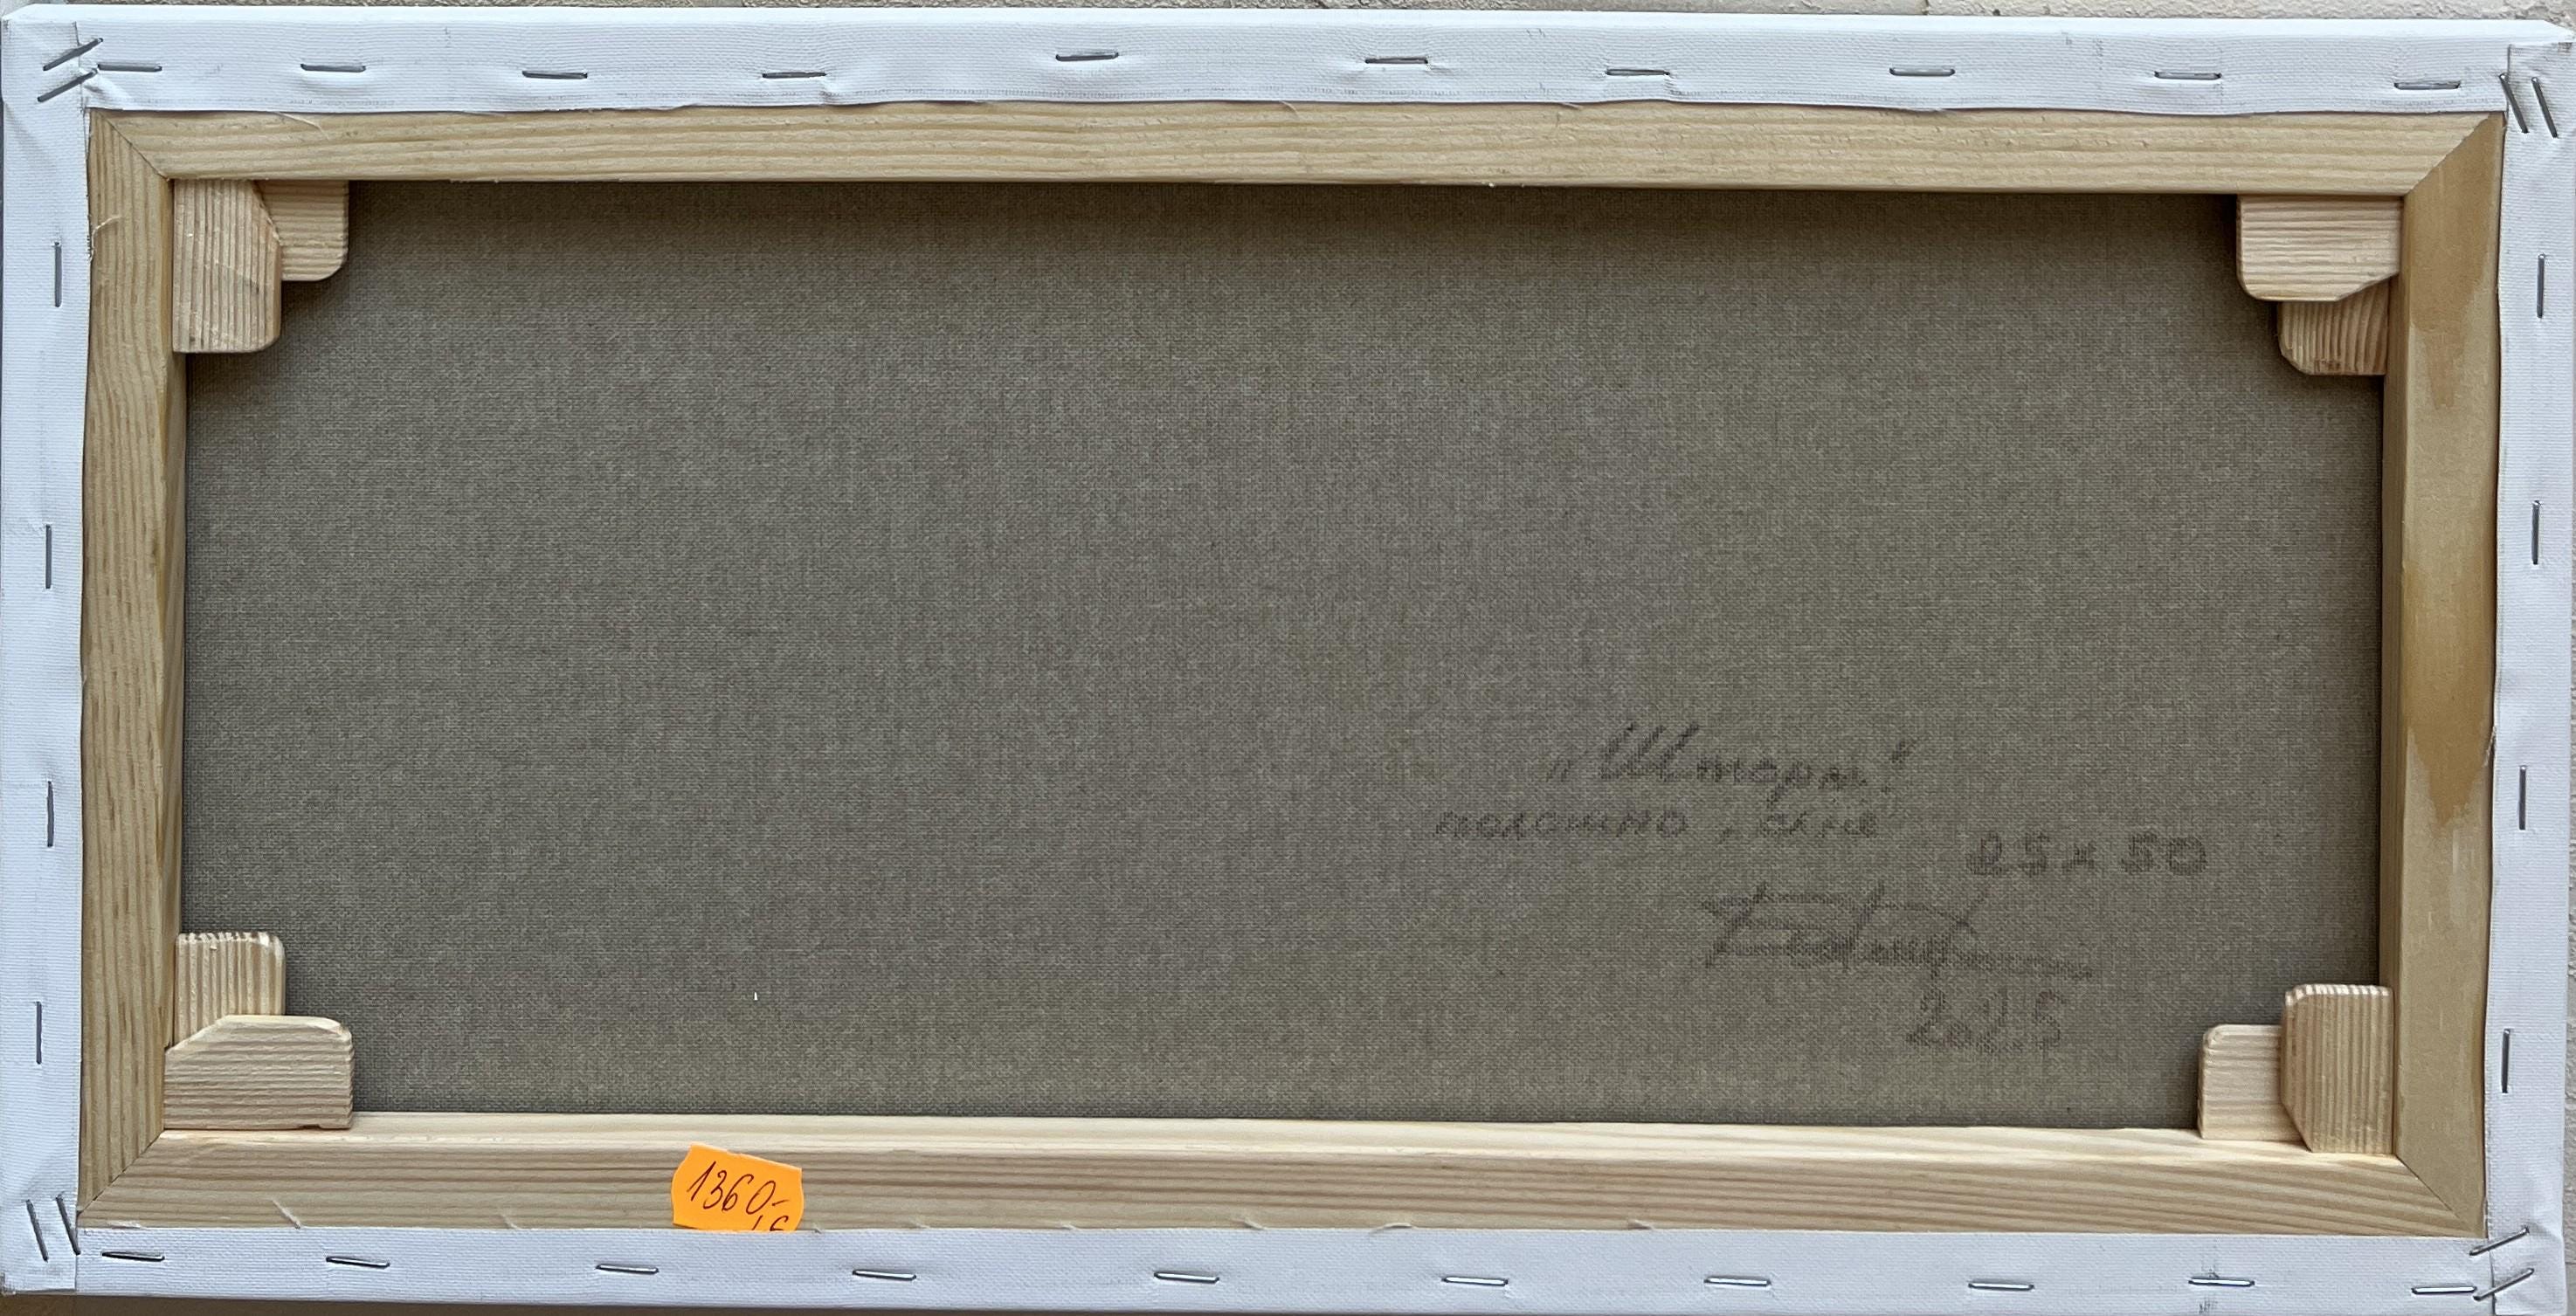 „Шторм“
полотно, олія
25 x 50
2025
1360-